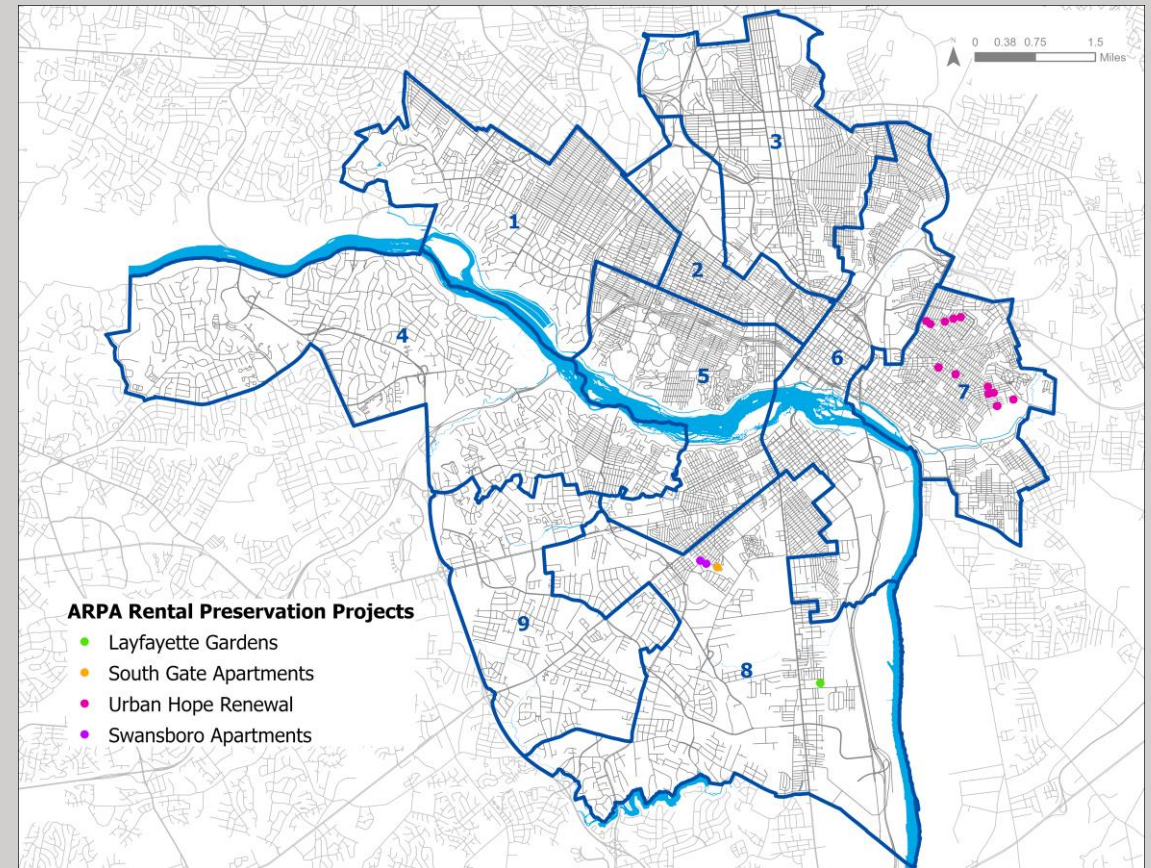 N
0 0.38 0.75 1.5
Miles
3
1
2
4
6
5
7
9
8
ARPA Rental Preservation Projects
Layfayette Gardens
South Gate Apartments
Urban Hope Renewal
Swansboro Apartments